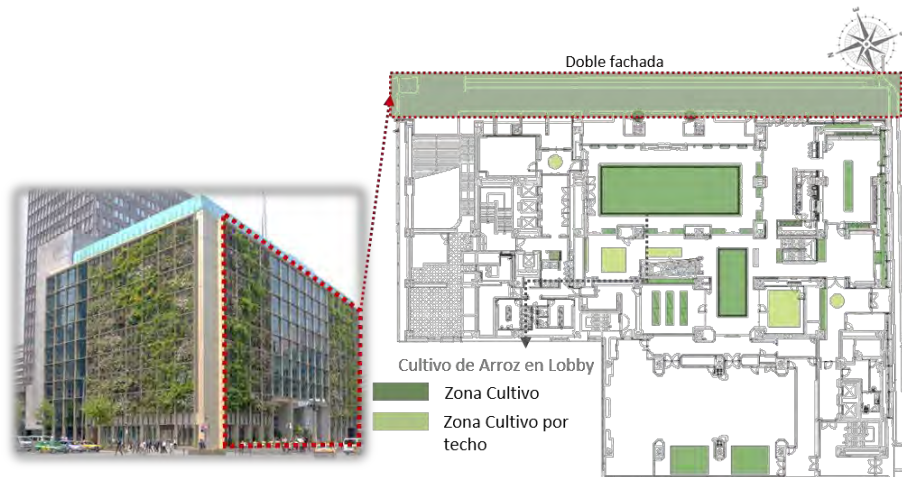 Doble fachada
Cultivo de Arroz en Lobby
Zona Cultivo
Zona Cultivo por
techo